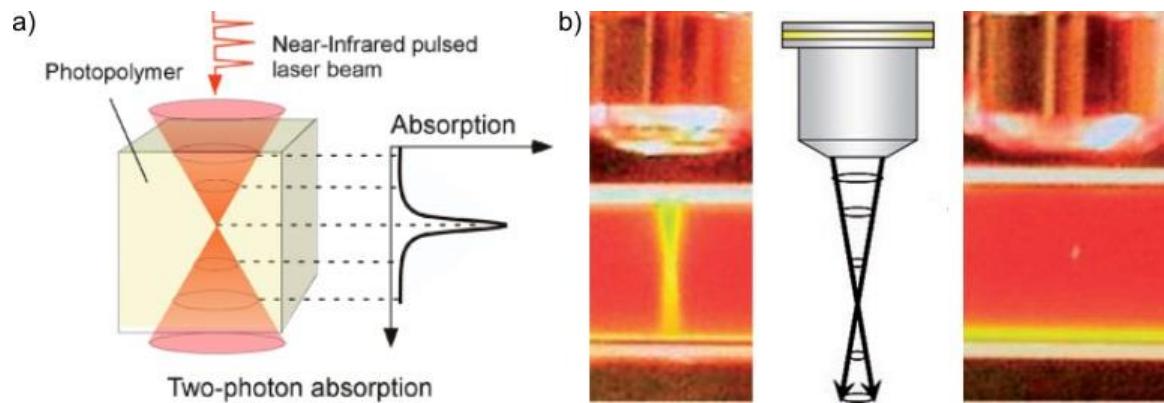 a)
Near-Infrared pulsed
laser beam
Photopolymer
Absorption
Two-photon absorption
b)